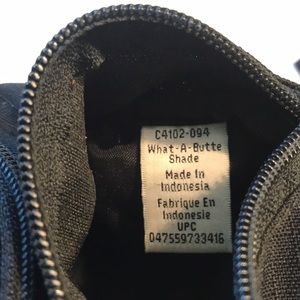 C4102-094
What-A-Butte
Shade
Made In
Indonesia
Fabrique En
Indonesie
UPC
047559733416